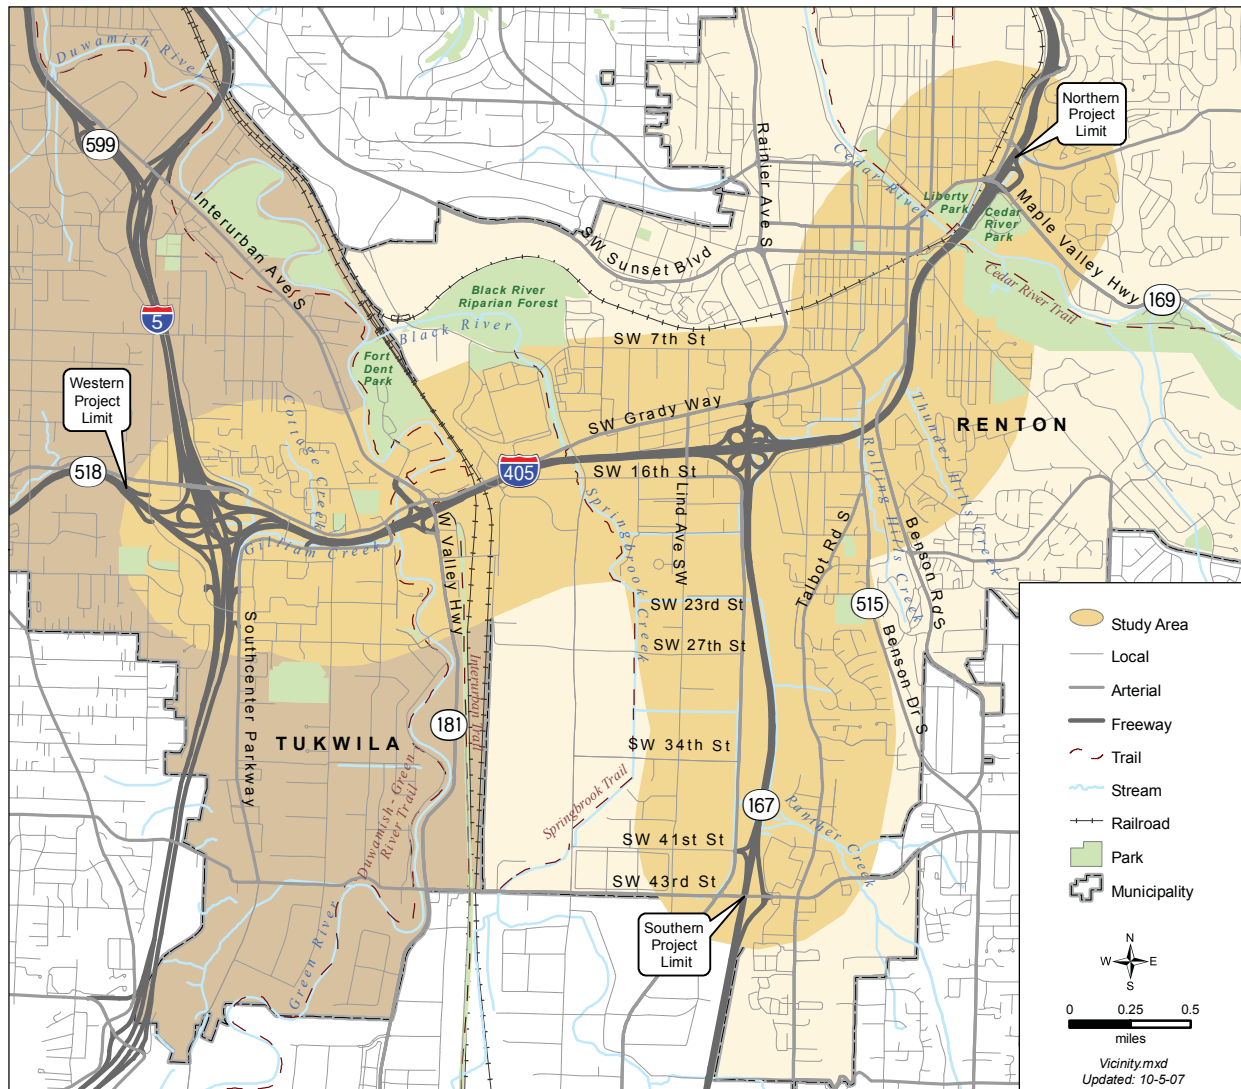 Duwamish River
599
Interurban Ave S
5
Western
Project
Limit
518
Cottage Creek
Gilliam Creek
Fort
Dent
Park
Black River
Black River
Riparian Forest
SW Sunset Blvd
Rainier Ave S
Cedar River
Liberty
Park
Cedar
River
Park
Northern
Project
Limit
Maple Valley Hwy
169
Cedar River Trail
SW 7th St
SW Grady Way
405
SW 16th St
Lind Ave SW
Springbrook Creek
Thunder Hills Creek
Rolling Hills Creek
RENTON
Talbot Rd S
Benson Rd S
515
Benson Dr S
W Valley Hwy
Southcenter Parkway
181
Interurban Trail
TUKWILA
Duwamish - Green
River Trail
Green River
SW 23rd St
SW 27th St
SW 34th St
Springbrook Trail
167
Panther Creek
SW 41st St
SW 43rd St
Southern
Project
Limit
Study Area
Local
Arterial
Freeway
Trail
Stream
Railroad
Park
Municipality
N
W E
S
0 0.25 0.5
miles
Vicinity.mxd
Updated: 10-5-07